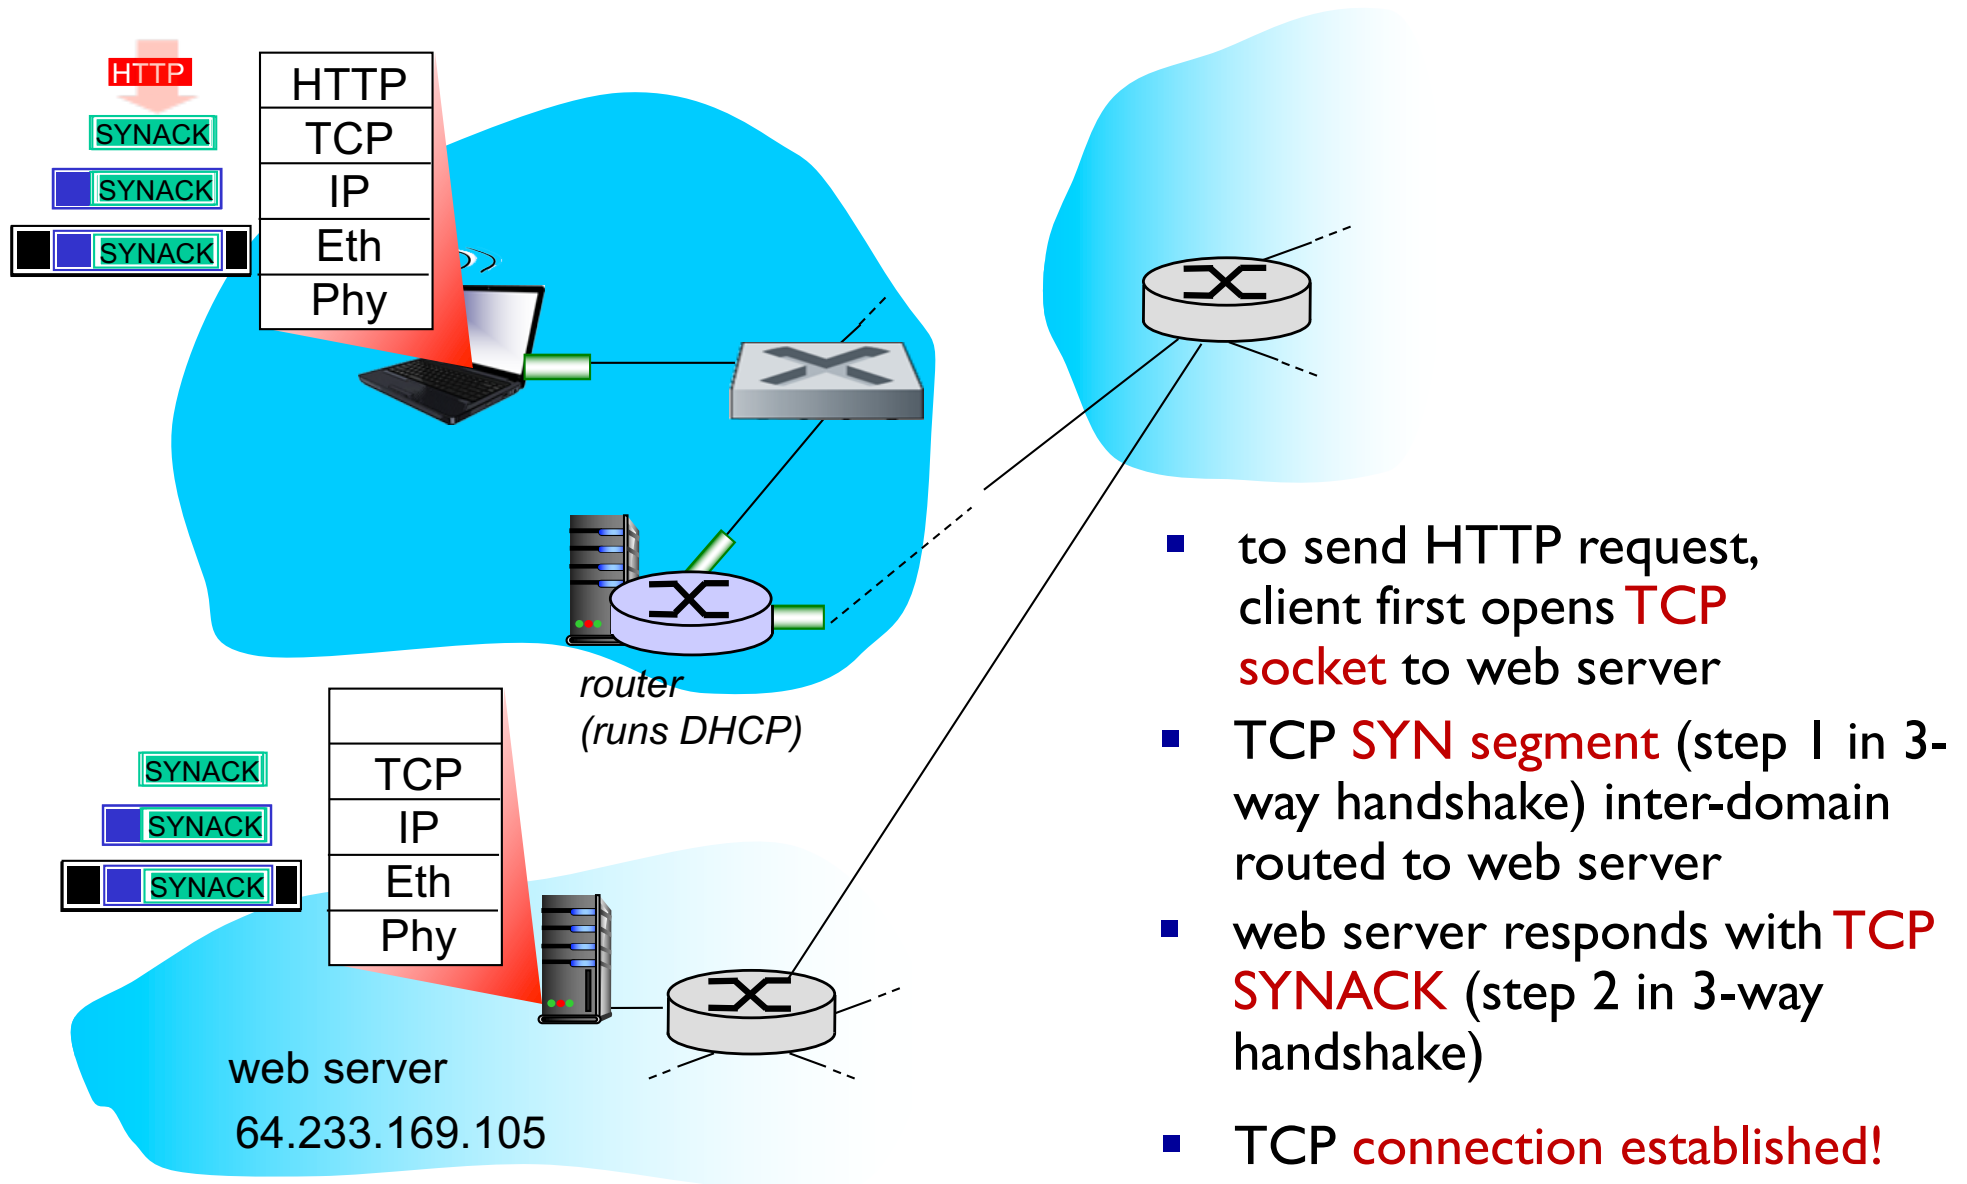 HTTP
SYNACK
SYNACK
SYNACK
HTTP
TCP
IP
Eth
Phy
router
(runs DHCP)
SYNACK
SYNACK
SYNACK
TCP
IP
Eth
Phy
web server
64.233.169.105
▪ to send HTTP request,
client first opens TCP
socket to web server
▪ TCP SYN segment (step 1 in 3-
way handshake) inter-domain
routed to web server
▪ web server responds with TCP
SYNACK (step 2 in 3-way
handshake)
▪ TCP connection established!